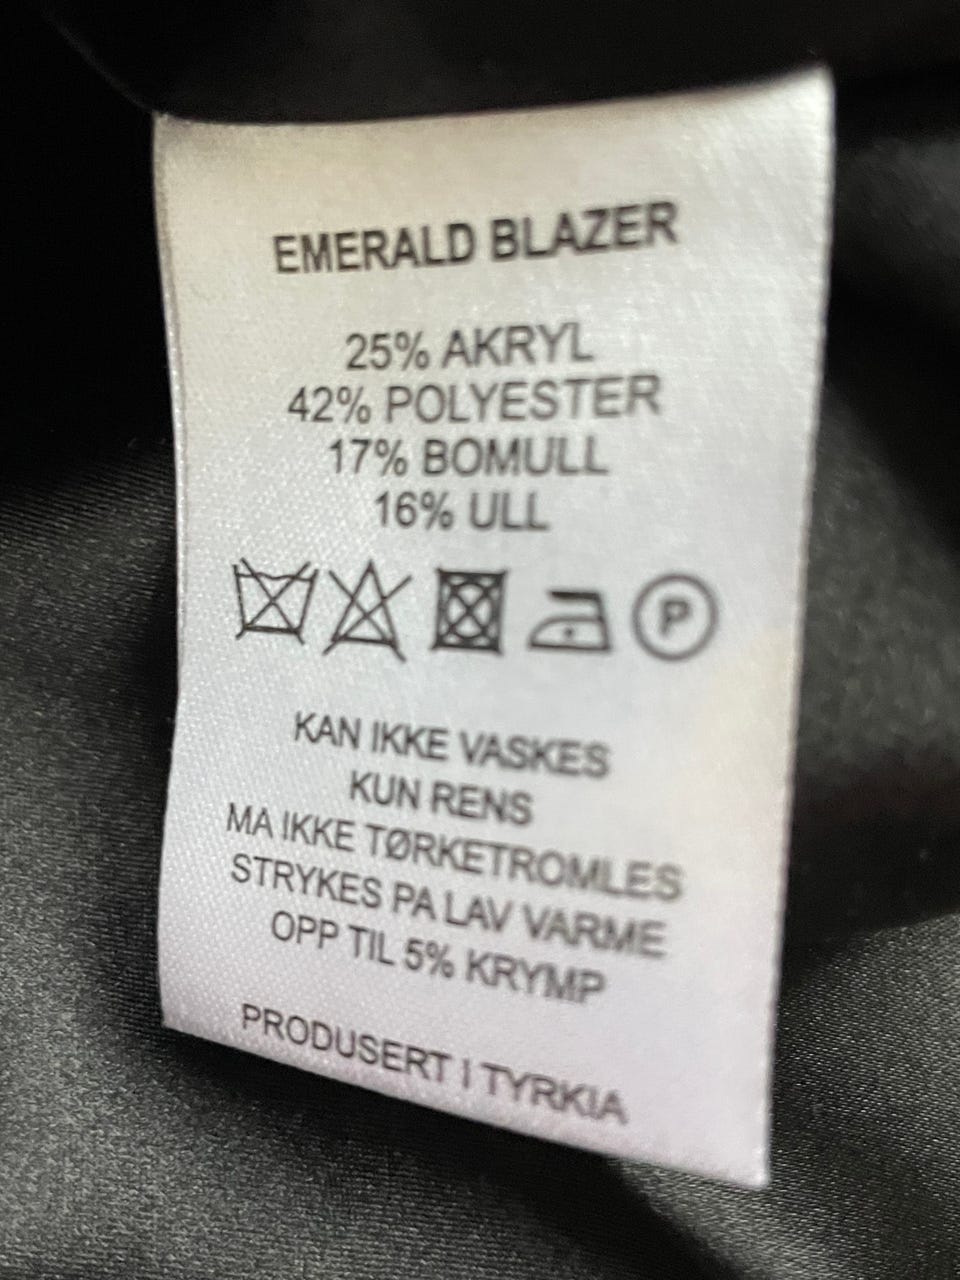 EMERALD BLAZER
25% AKRYL
42% POLYESTER
17% BOMULL
16% ULL
P
KAN IKKE VASKES
KUN RENS
MA IKKE TØRKETROMLES
STRYKES PA LAV VARME
OPP TIL 5% KRYMP
PRODUSERT I TYRKIA